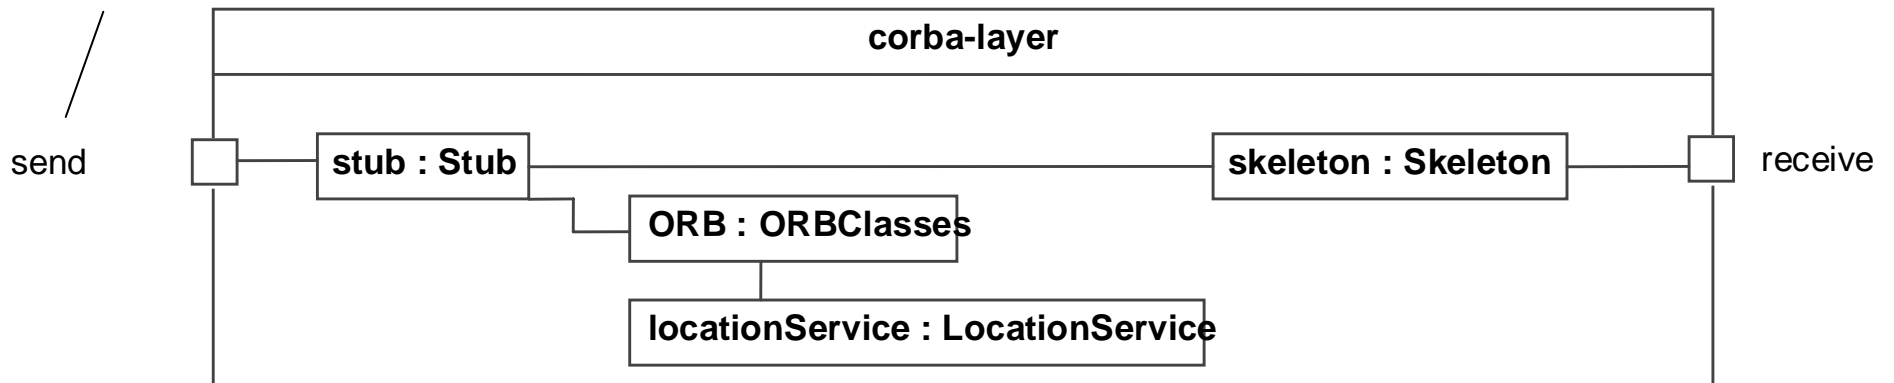 corba-layer
send
stub : Stub
skeleton : Skeleton
receive
ORB : ORBClasses
locationService : LocationService